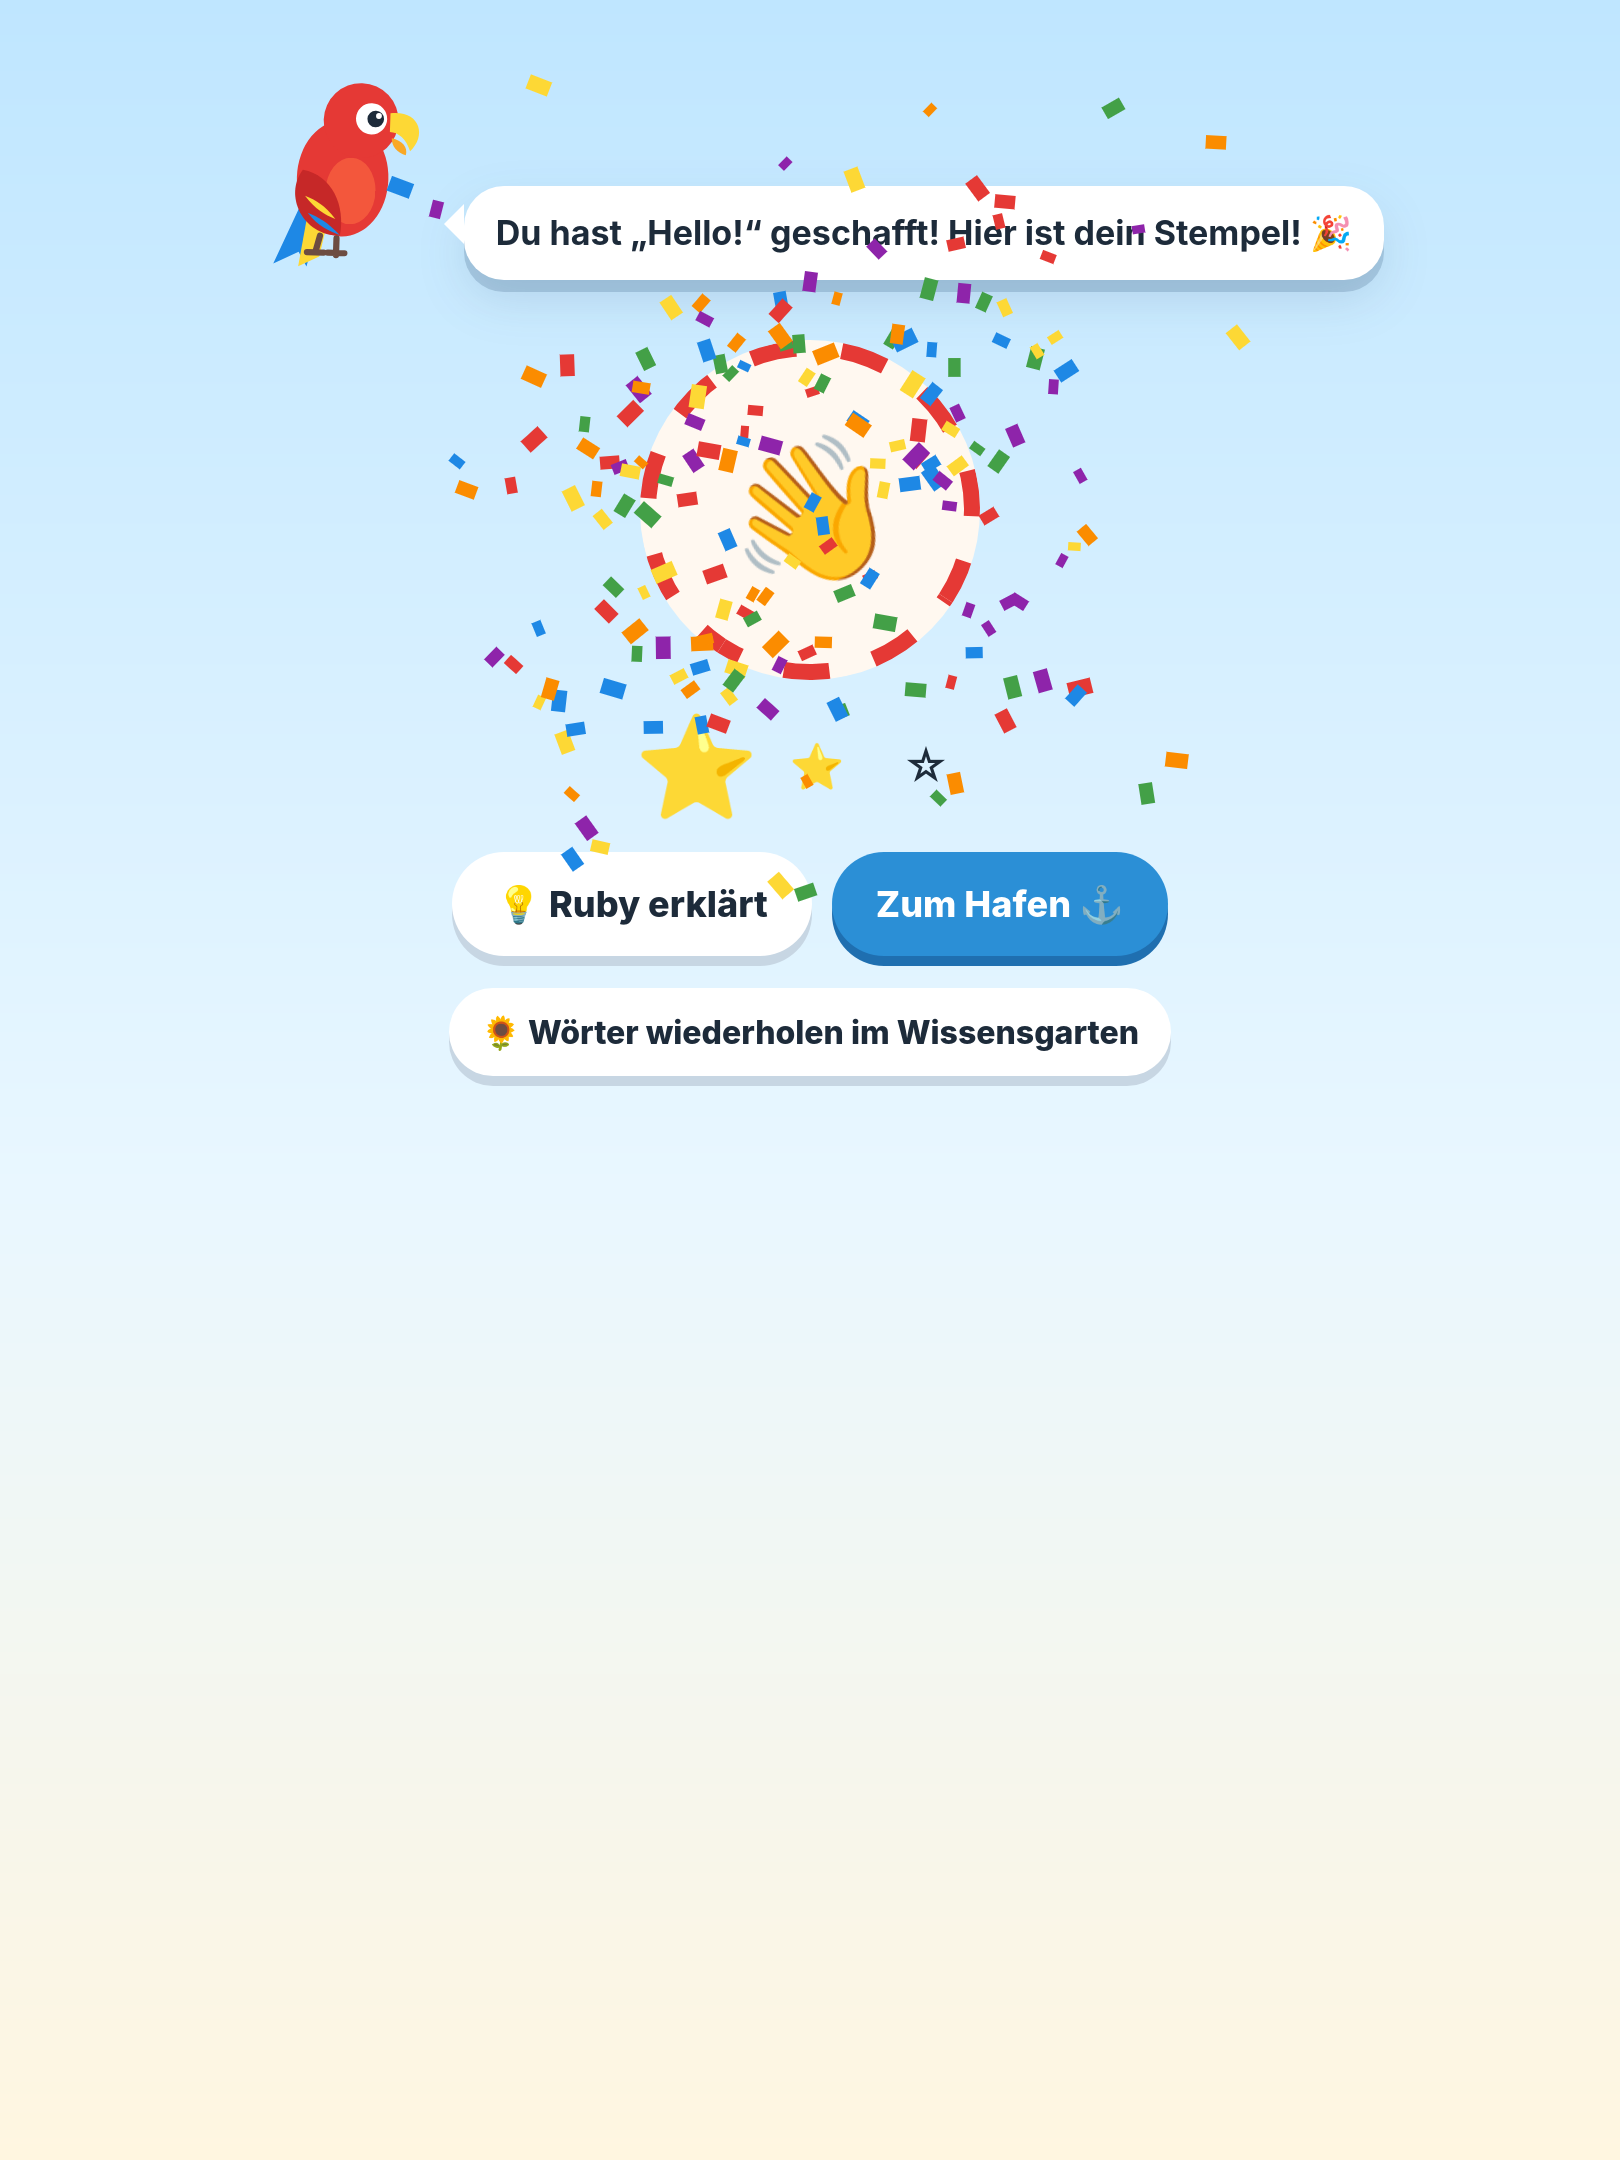 Du hast „Hello!“ geschafft! Hier ist dein Stempel! 🎉
💡 Ruby erklärt
Zum Hafen ⚓
🌻 Wörter wiederholen im Wissensgarten